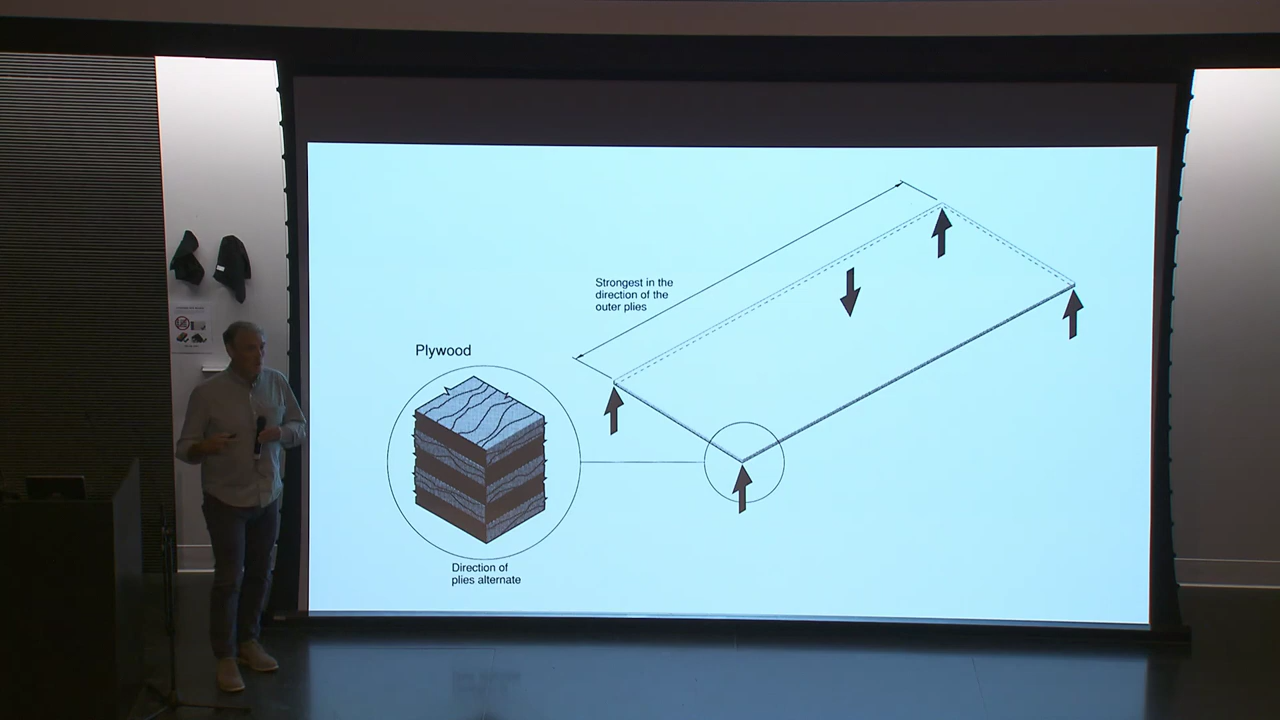 Strongest in the
direction of the
outer plies
Plywood
Direction of
plies alternate